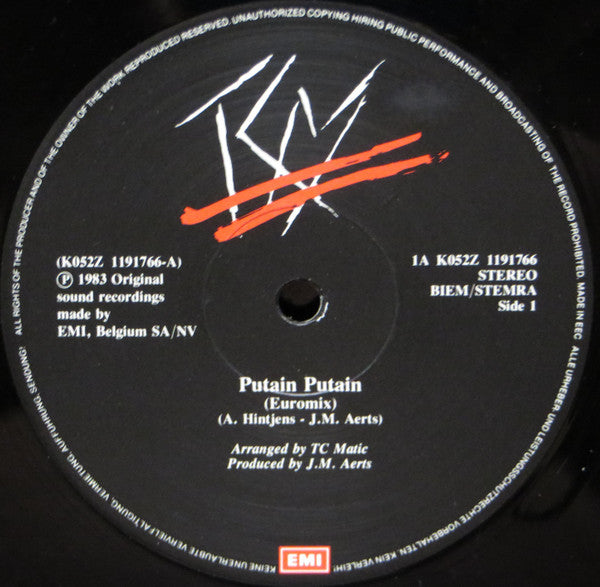 TCM
(K052Z 1191766-A)
℗ 1983 Original
sound recordings
made by
EMI, Belgium SA/NV
1A K052Z 1191766
STEREO
BIEM/STEMRA
Side 1
Putain Putain
(Euromix)
(A. Hintjens - J.M. Aerts)
Arranged by TC Matic
Produced by J.M. Aerts
EMI
ALL RIGHTS OF THE PRODUCER AND OF THE OWNER OF THE WORK REPRODUCED RESERVED. UNAUTHORIZED COPYING HIRING PUBLIC PERFORMANCE AND BROADCASTING OF THE RECORD PROHIBITED. MADE IN EEC ALLE URHEBER UND LEISTUNGSSCHUTZRECHTE VORBEHALTEN. KEIN VERLEIH! KEINE UNERLAUBTE VERVIELFÄLTIGUNG, VERMIETUNG, AUFFÜHRUNG, SENDUNG!